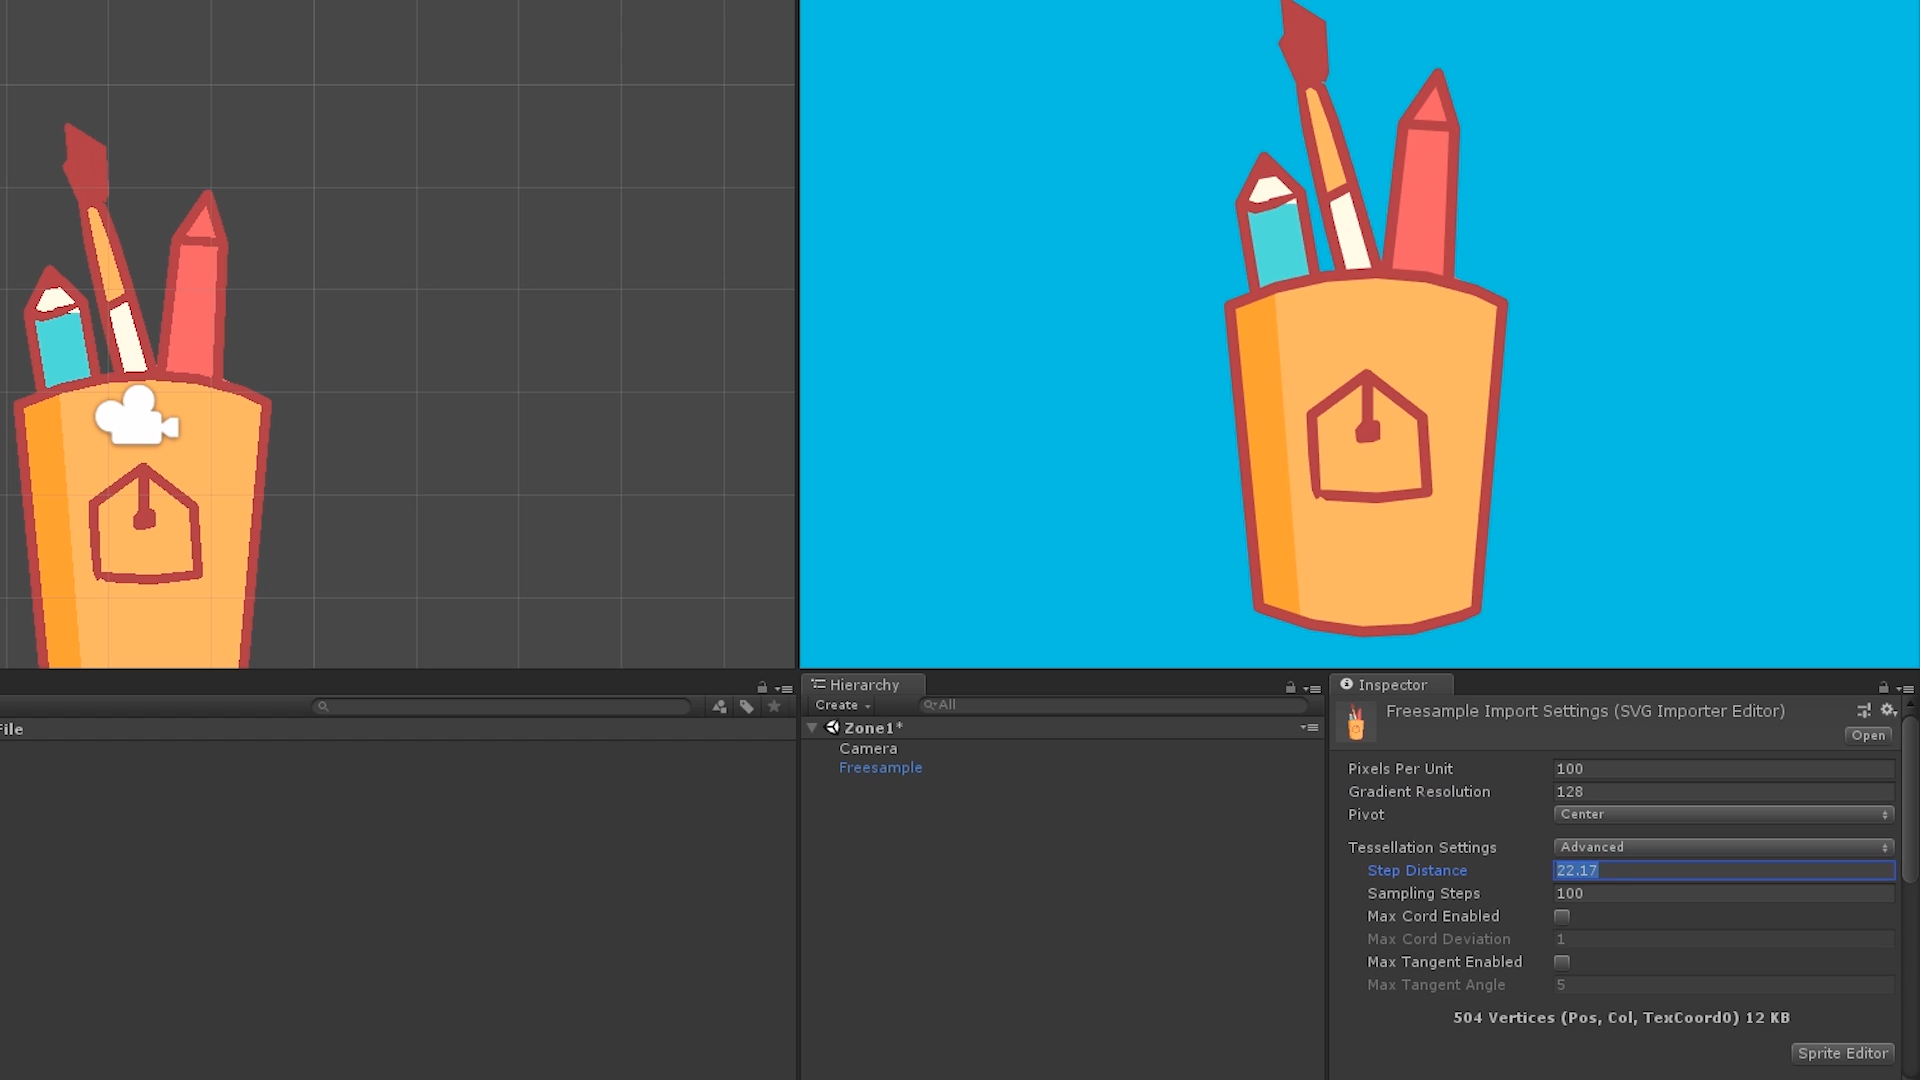 File
Hierarchy
Create
All
Zone1*
Camera
Freesample
Inspector
Freesample Import Settings (SVG Importer Editor)
Open
Pixels Per Unit 100
Gradient Resolution 128
Pivot Center
Tessellation Settings Advanced
Step Distance 22.17
Sampling Steps 100
Max Cord Enabled
Max Cord Deviation 1
Max Tangent Enabled
Max Tangent Angle 5
504 Vertices (Pos, Col, TexCoord0) 12 KB
Sprite Editor